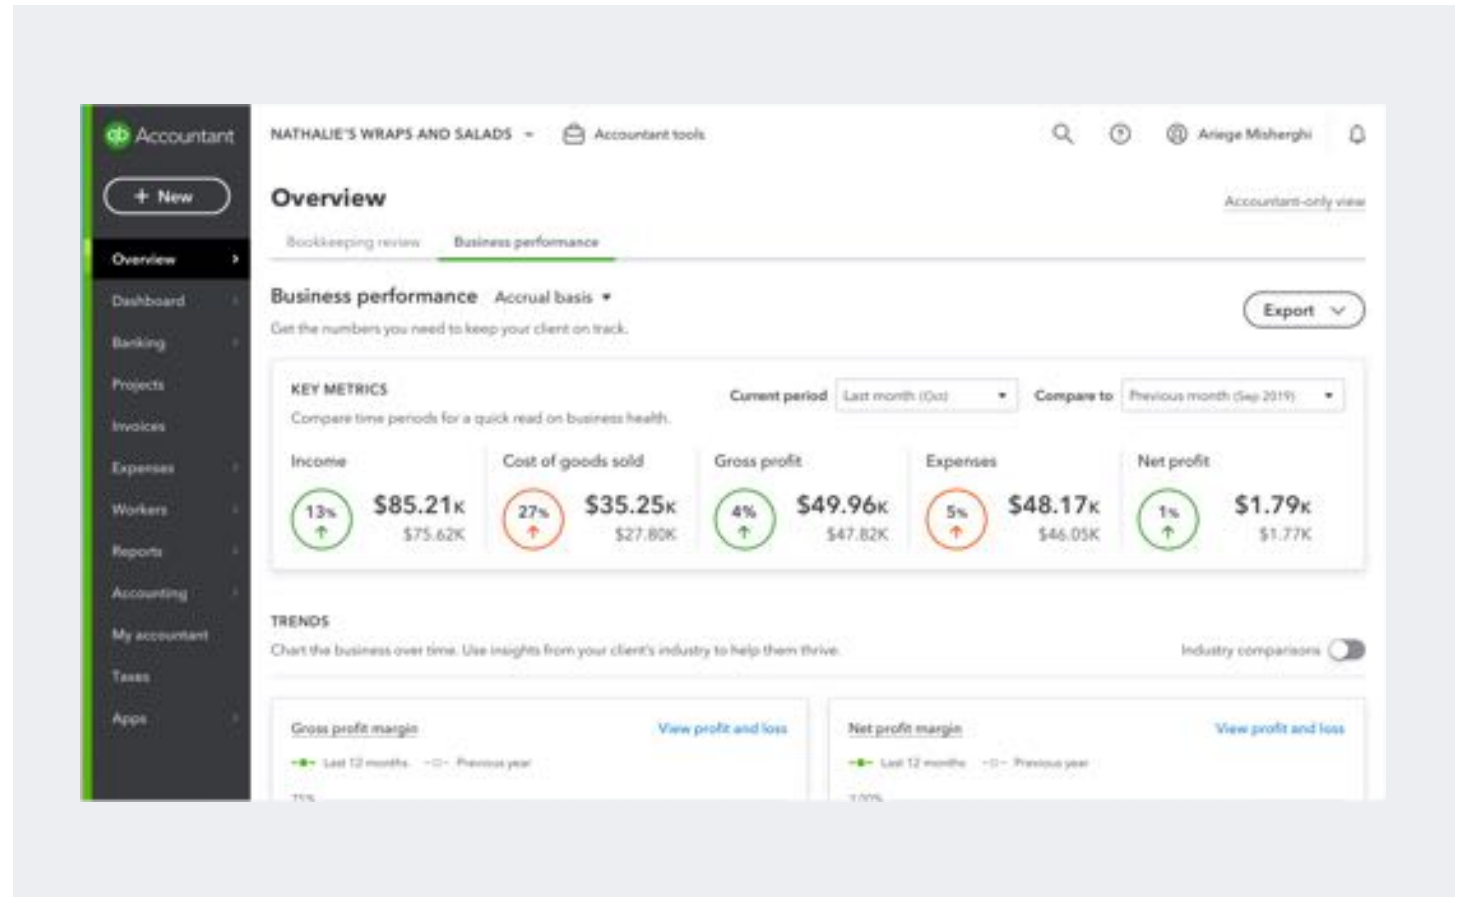 qb Accountant
NATHALIE'S WRAPS AND SALADS
Accountant tools
Ariege Misherghi
+ New
Overview
Accountant-only view
Bookkeeping review
Business performance
Overview
Dashboard
Banking
Projects
Invoices
Expenses
Workers
Reports
Accounting
My accountant
Taxes
Apps
Business performance
Accrual basis
Export
Get the numbers you need to keep your client on track.
KEY METRICS
Current period
Last month (Oct)
Compare to
Previous month (Sep 2019)
Compare time periods for a quick read on business health.
Income
13%
$85.21K
$75.62K
Cost of goods sold
27%
$35.25K
$27.80K
Gross profit
4%
$49.96K
$47.82K
Expenses
5%
$48.17K
$46.05K
Net profit
1%
$1.79K
$1.77K
TRENDS
Chart the business over time. Use insights from your client's industry to help them thrive.
Industry comparisons
Gross profit margin
View profit and loss
Last 12 months
Previous year
75%
Net profit margin
View profit and loss
Last 12 months
Previous year
100%